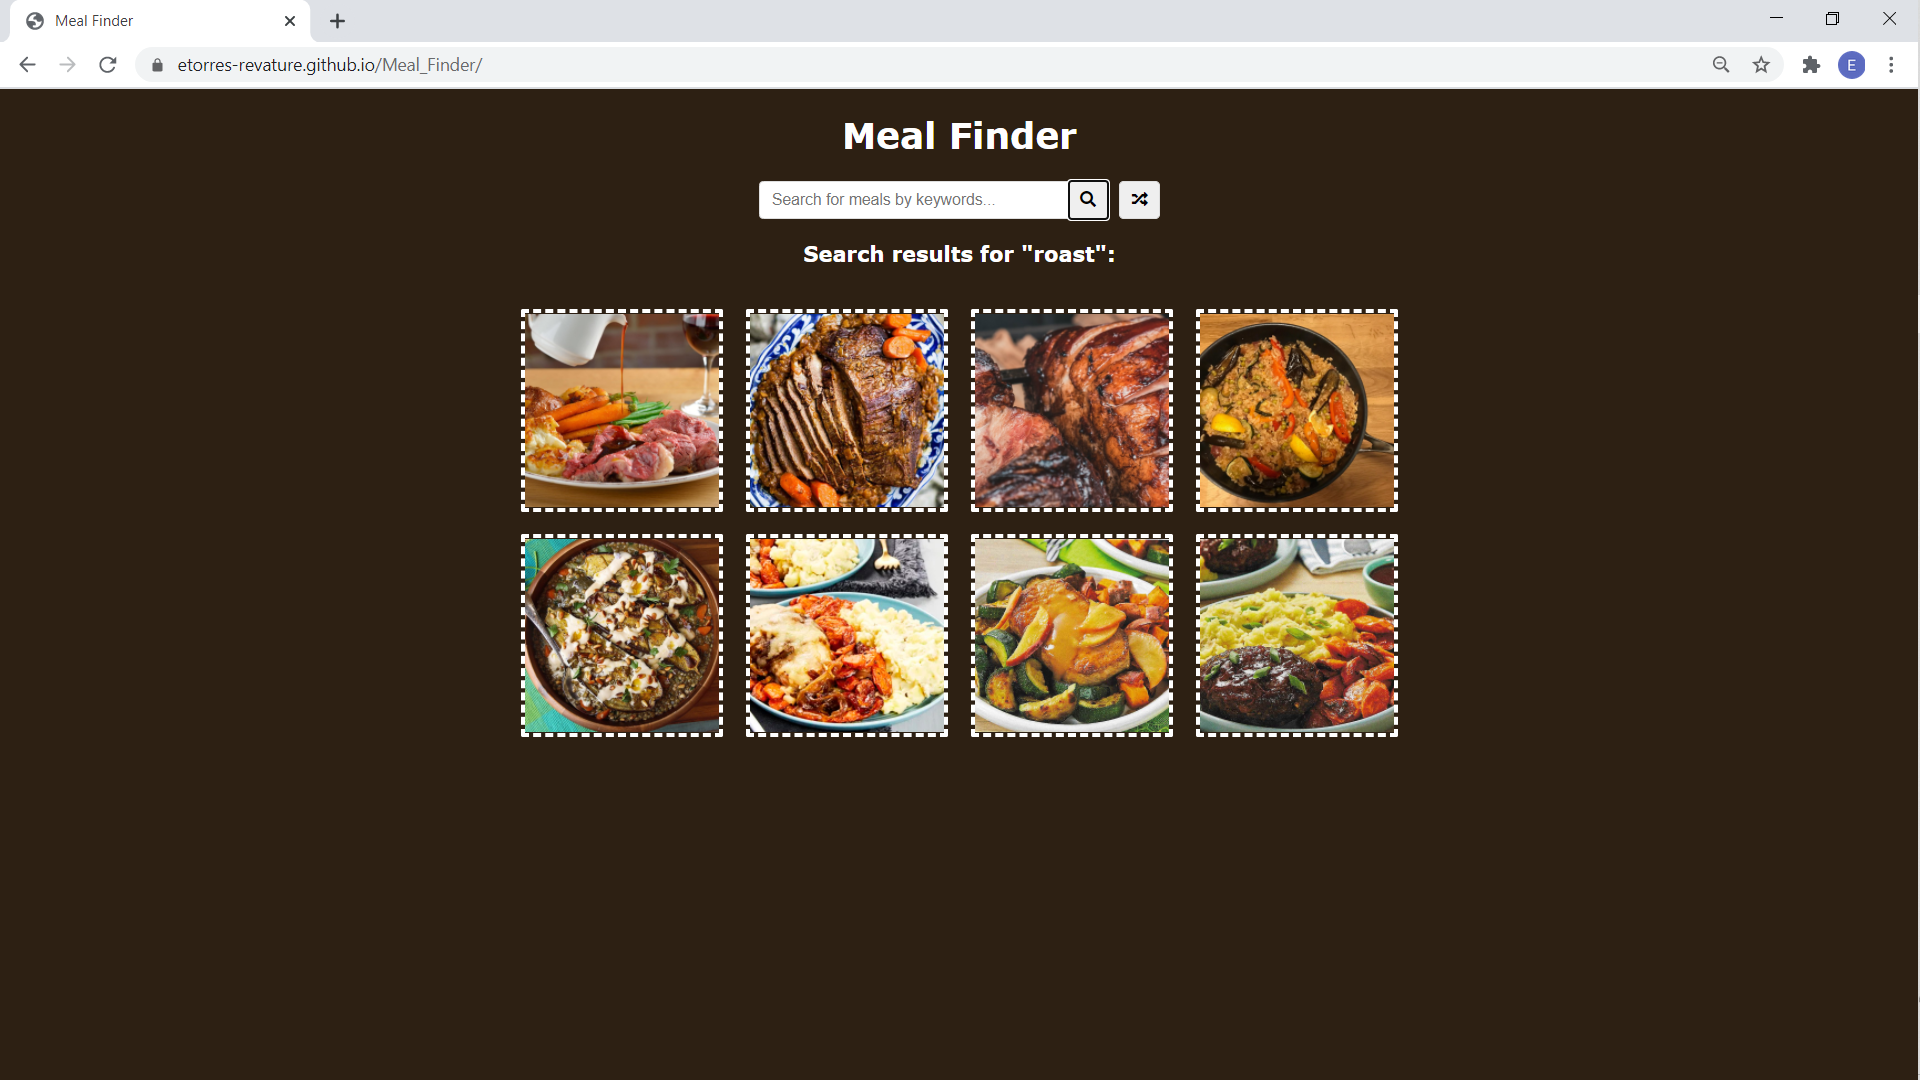 Meal Finder
etorres-revature.github.io/Meal_Finder/
E
Meal Finder
Search for meals by keywords...
Search results for "roast":